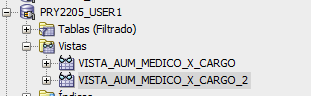 PRY2205_USER1
Tablas (Filtrado)
Vistas
VISTA_AUM_MEDICO_X_CARGO
VISTA_AUM_MEDICO_X_CARGO_2
Índices